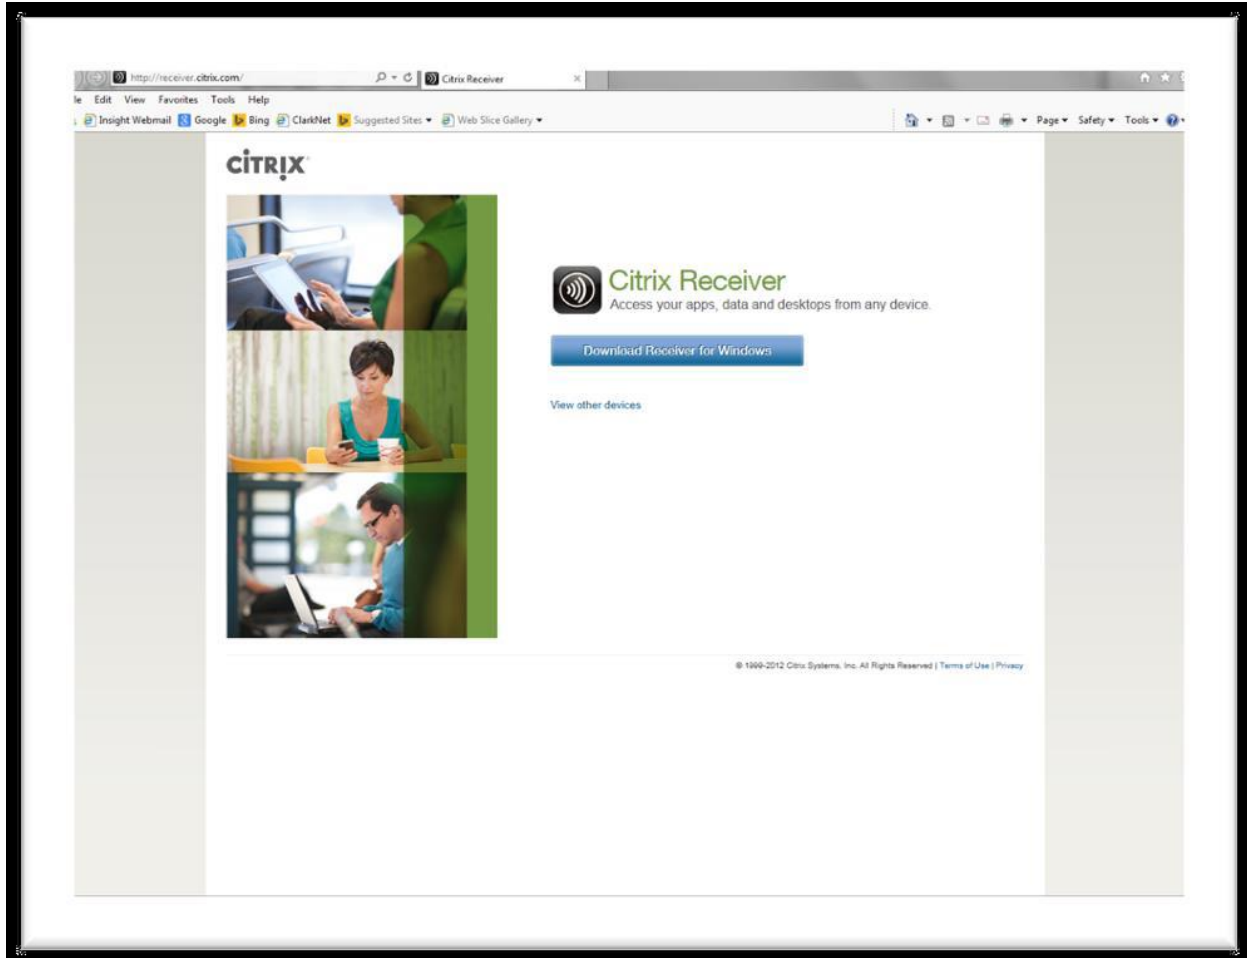 http://receiver.citrix.com/ Citrix Receiver
Edit View Favorites Tools Help
Insight Webmail Google Bing ClarkNet Suggested Sites Web Slice Gallery Page Safety Tools
CITRIX
Citrix Receiver
Access your apps, data and desktops from any device.
Download Receiver for Windows
View other devices
© 1999-2012 Citrix Systems, Inc. All Rights Reserved | Terms of Use | Privacy